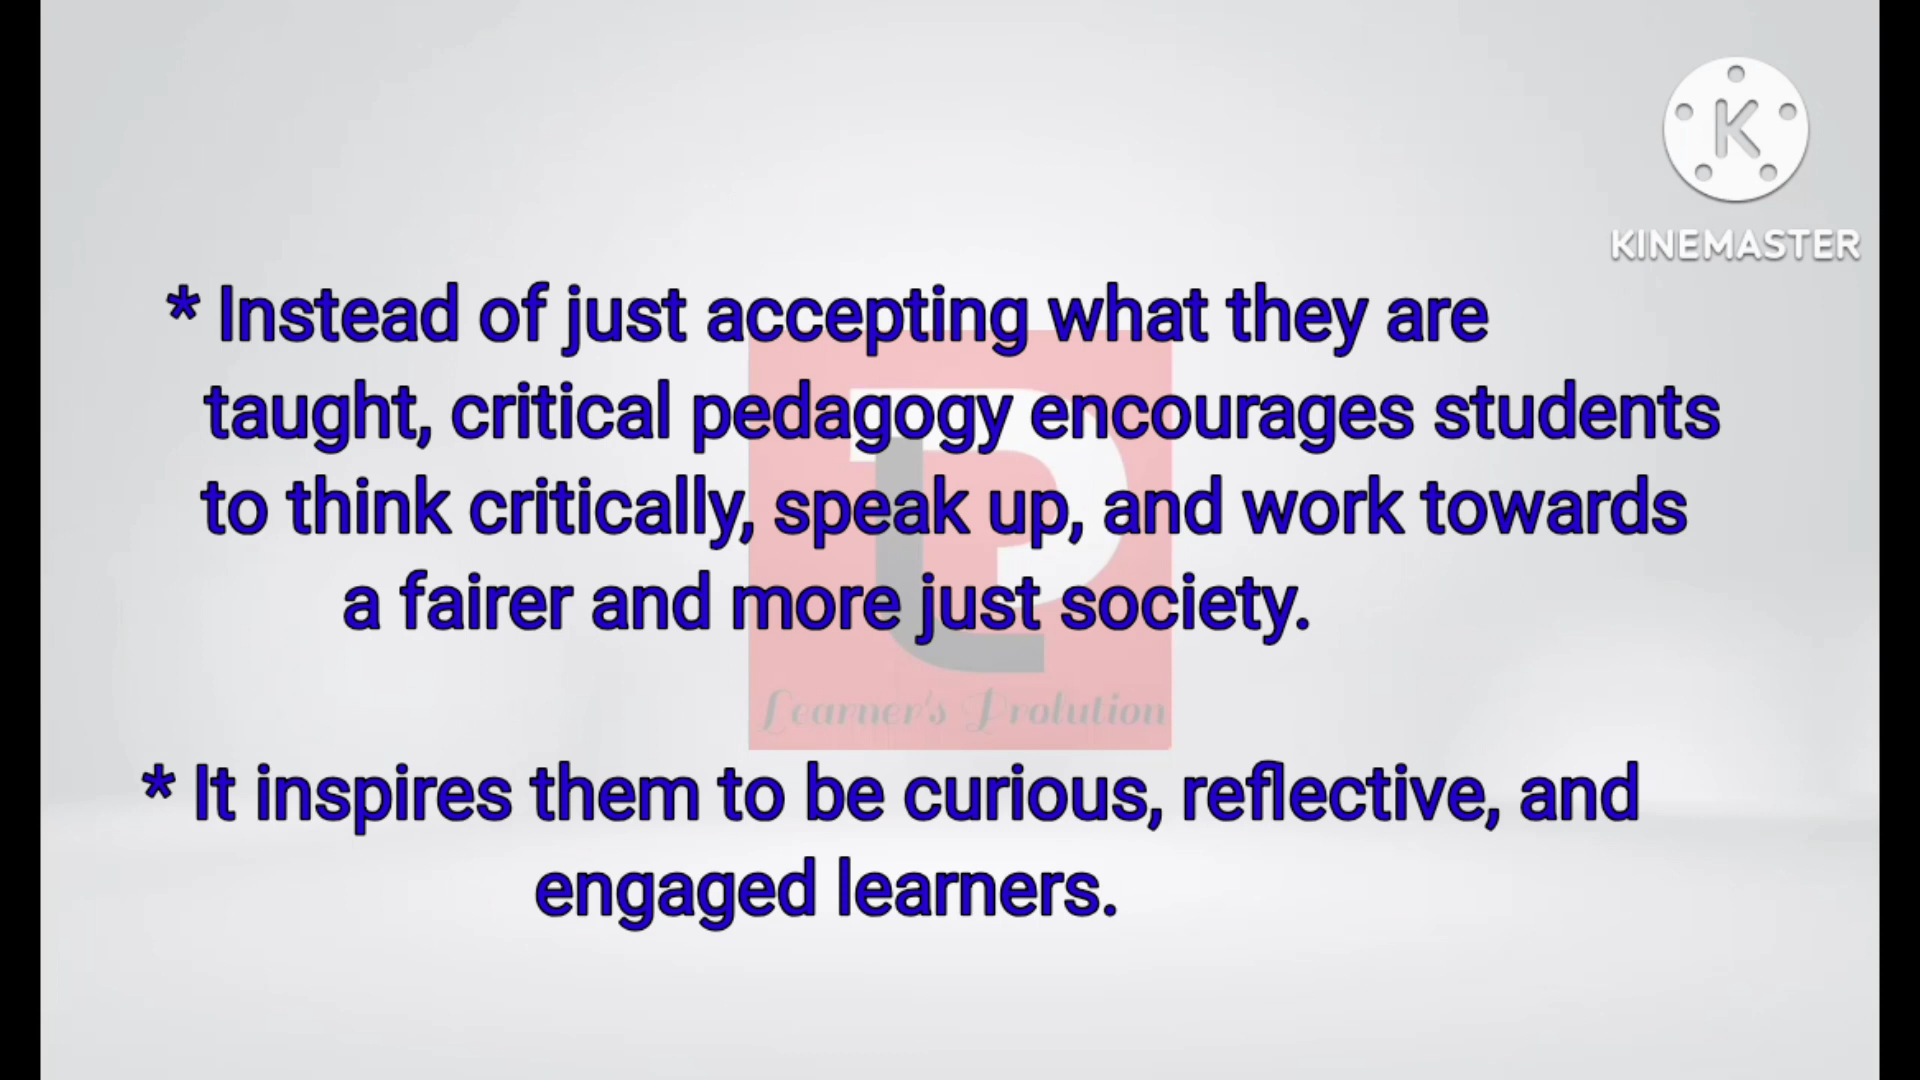 KINEMASTER
* Instead of just accepting what they are
taught, critical pedagogy encourages students
to think critically, speak up, and work towards
a fairer and more just society.
Learner's Prolution
* It inspires them to be curious, reflective, and
engaged learners.